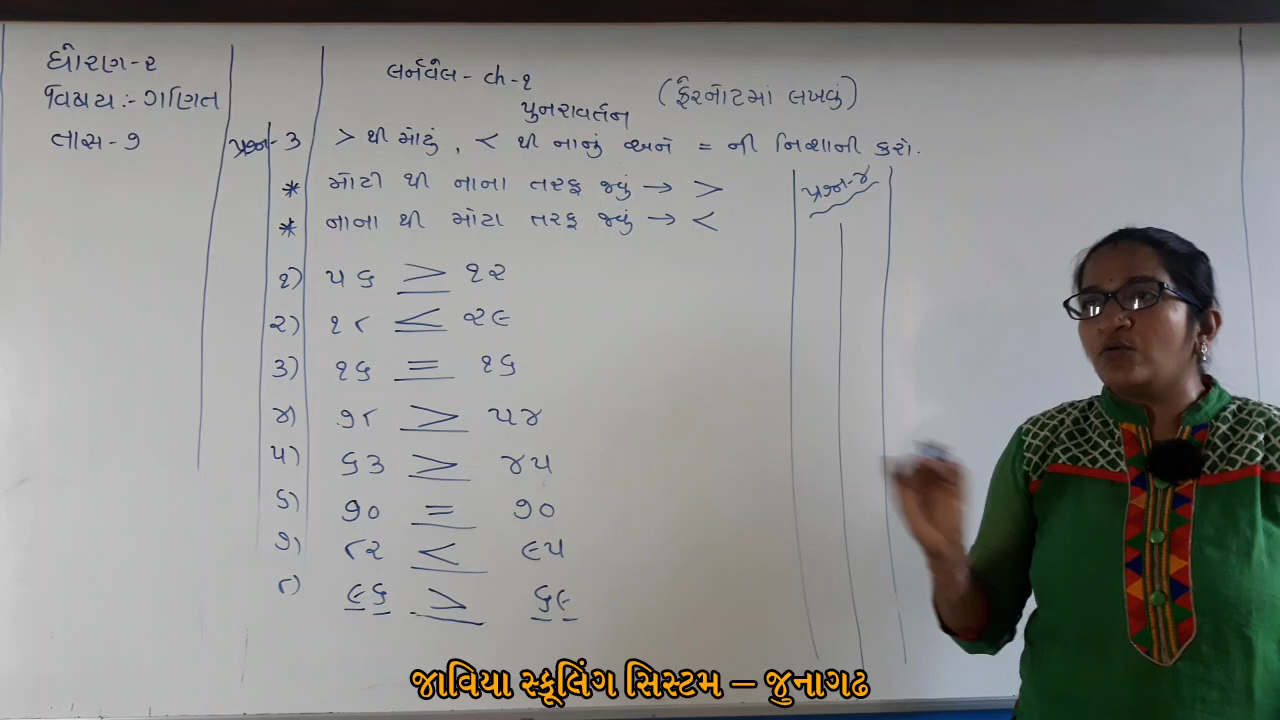 ધોરણ-૨
વિષય :- ગણિત
તાસ-૭
લર્નવેલ - ch-૧
પુનરાવર્તન
(ફેરનોટમાં લખવું)
પ્રશ્ન-૩ > થી મોટું, < થી નાનું અને = ની નિશાની કરો.
* મોટી થી નાના તરફ જવું → >
* નાના થી મોટા તરફ જવું → <
પ્રશ્ન-૪
૧) ૫૬ > ૧૨
૨) ૧૮ < ૨૯
૩) ૧૬ = ૧૬
૪) ૭૮ > ૫૪
૫) ૬૩ > ૪૫
૬) ૭૦ = ૭૦
૭) ૮૨ < ૯૫
૮) ૯૬ > ૬૯
જાવિયા સ્કૂલિંગ સિસ્ટમ – જુનાગઢ